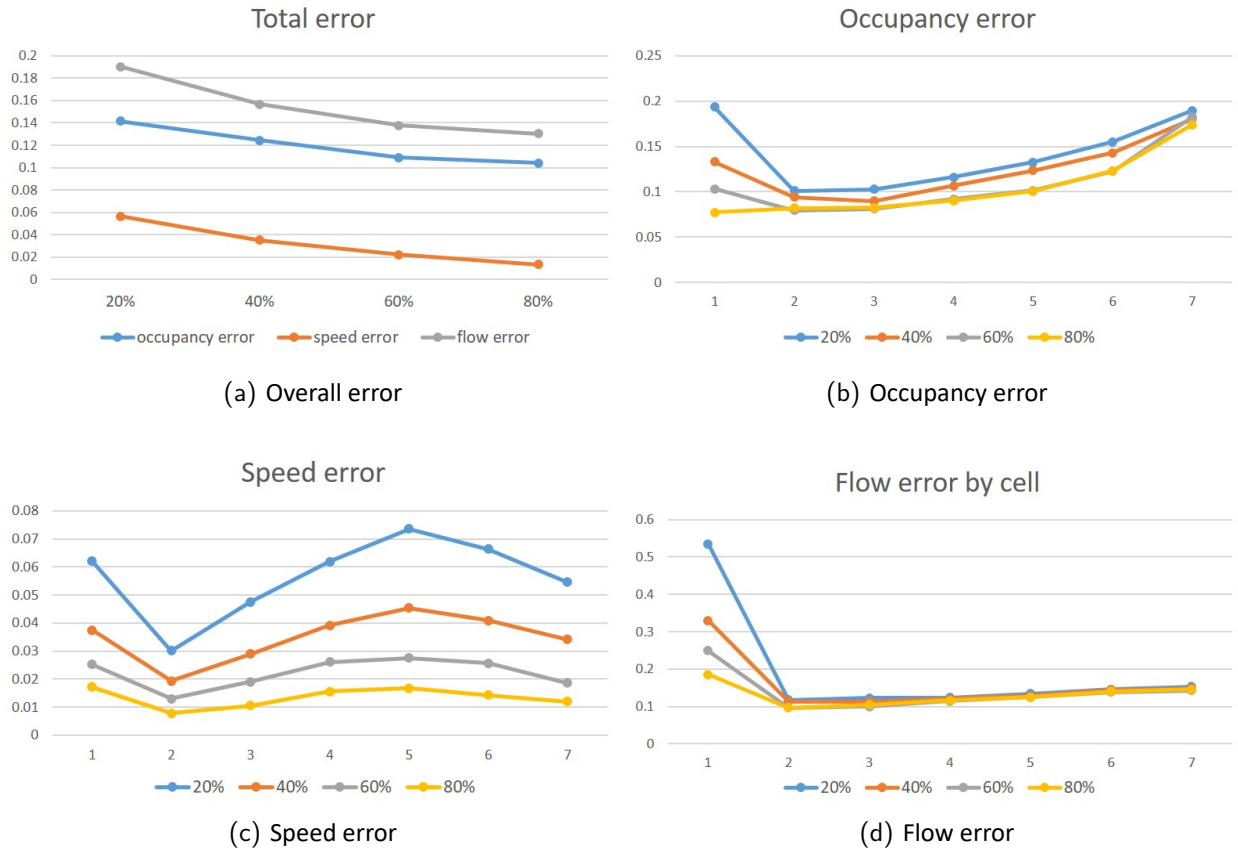 Total error
0.2
0.18
0.16
0.14
0.12
0.1
0.08
0.06
0.04
0.02
0
20% 40% 60% 80%
occupancy error speed error flow error
(a) Overall error
Occupancy error
0.25
0.2
0.15
0.1
0.05
0
1 2 3 4 5 6 7
20% 40% 60% 80%
(b) Occupancy error
Speed error
0.08
0.07
0.06
0.05
0.04
0.03
0.02
0.01
0
1 2 3 4 5 6 7
20% 40% 60% 80%
(c) Speed error
Flow error by cell
0.6
0.5
0.4
0.3
0.2
0.1
0
1 2 3 4 5 6 7
20% 40% 60% 80%
(d) Flow error